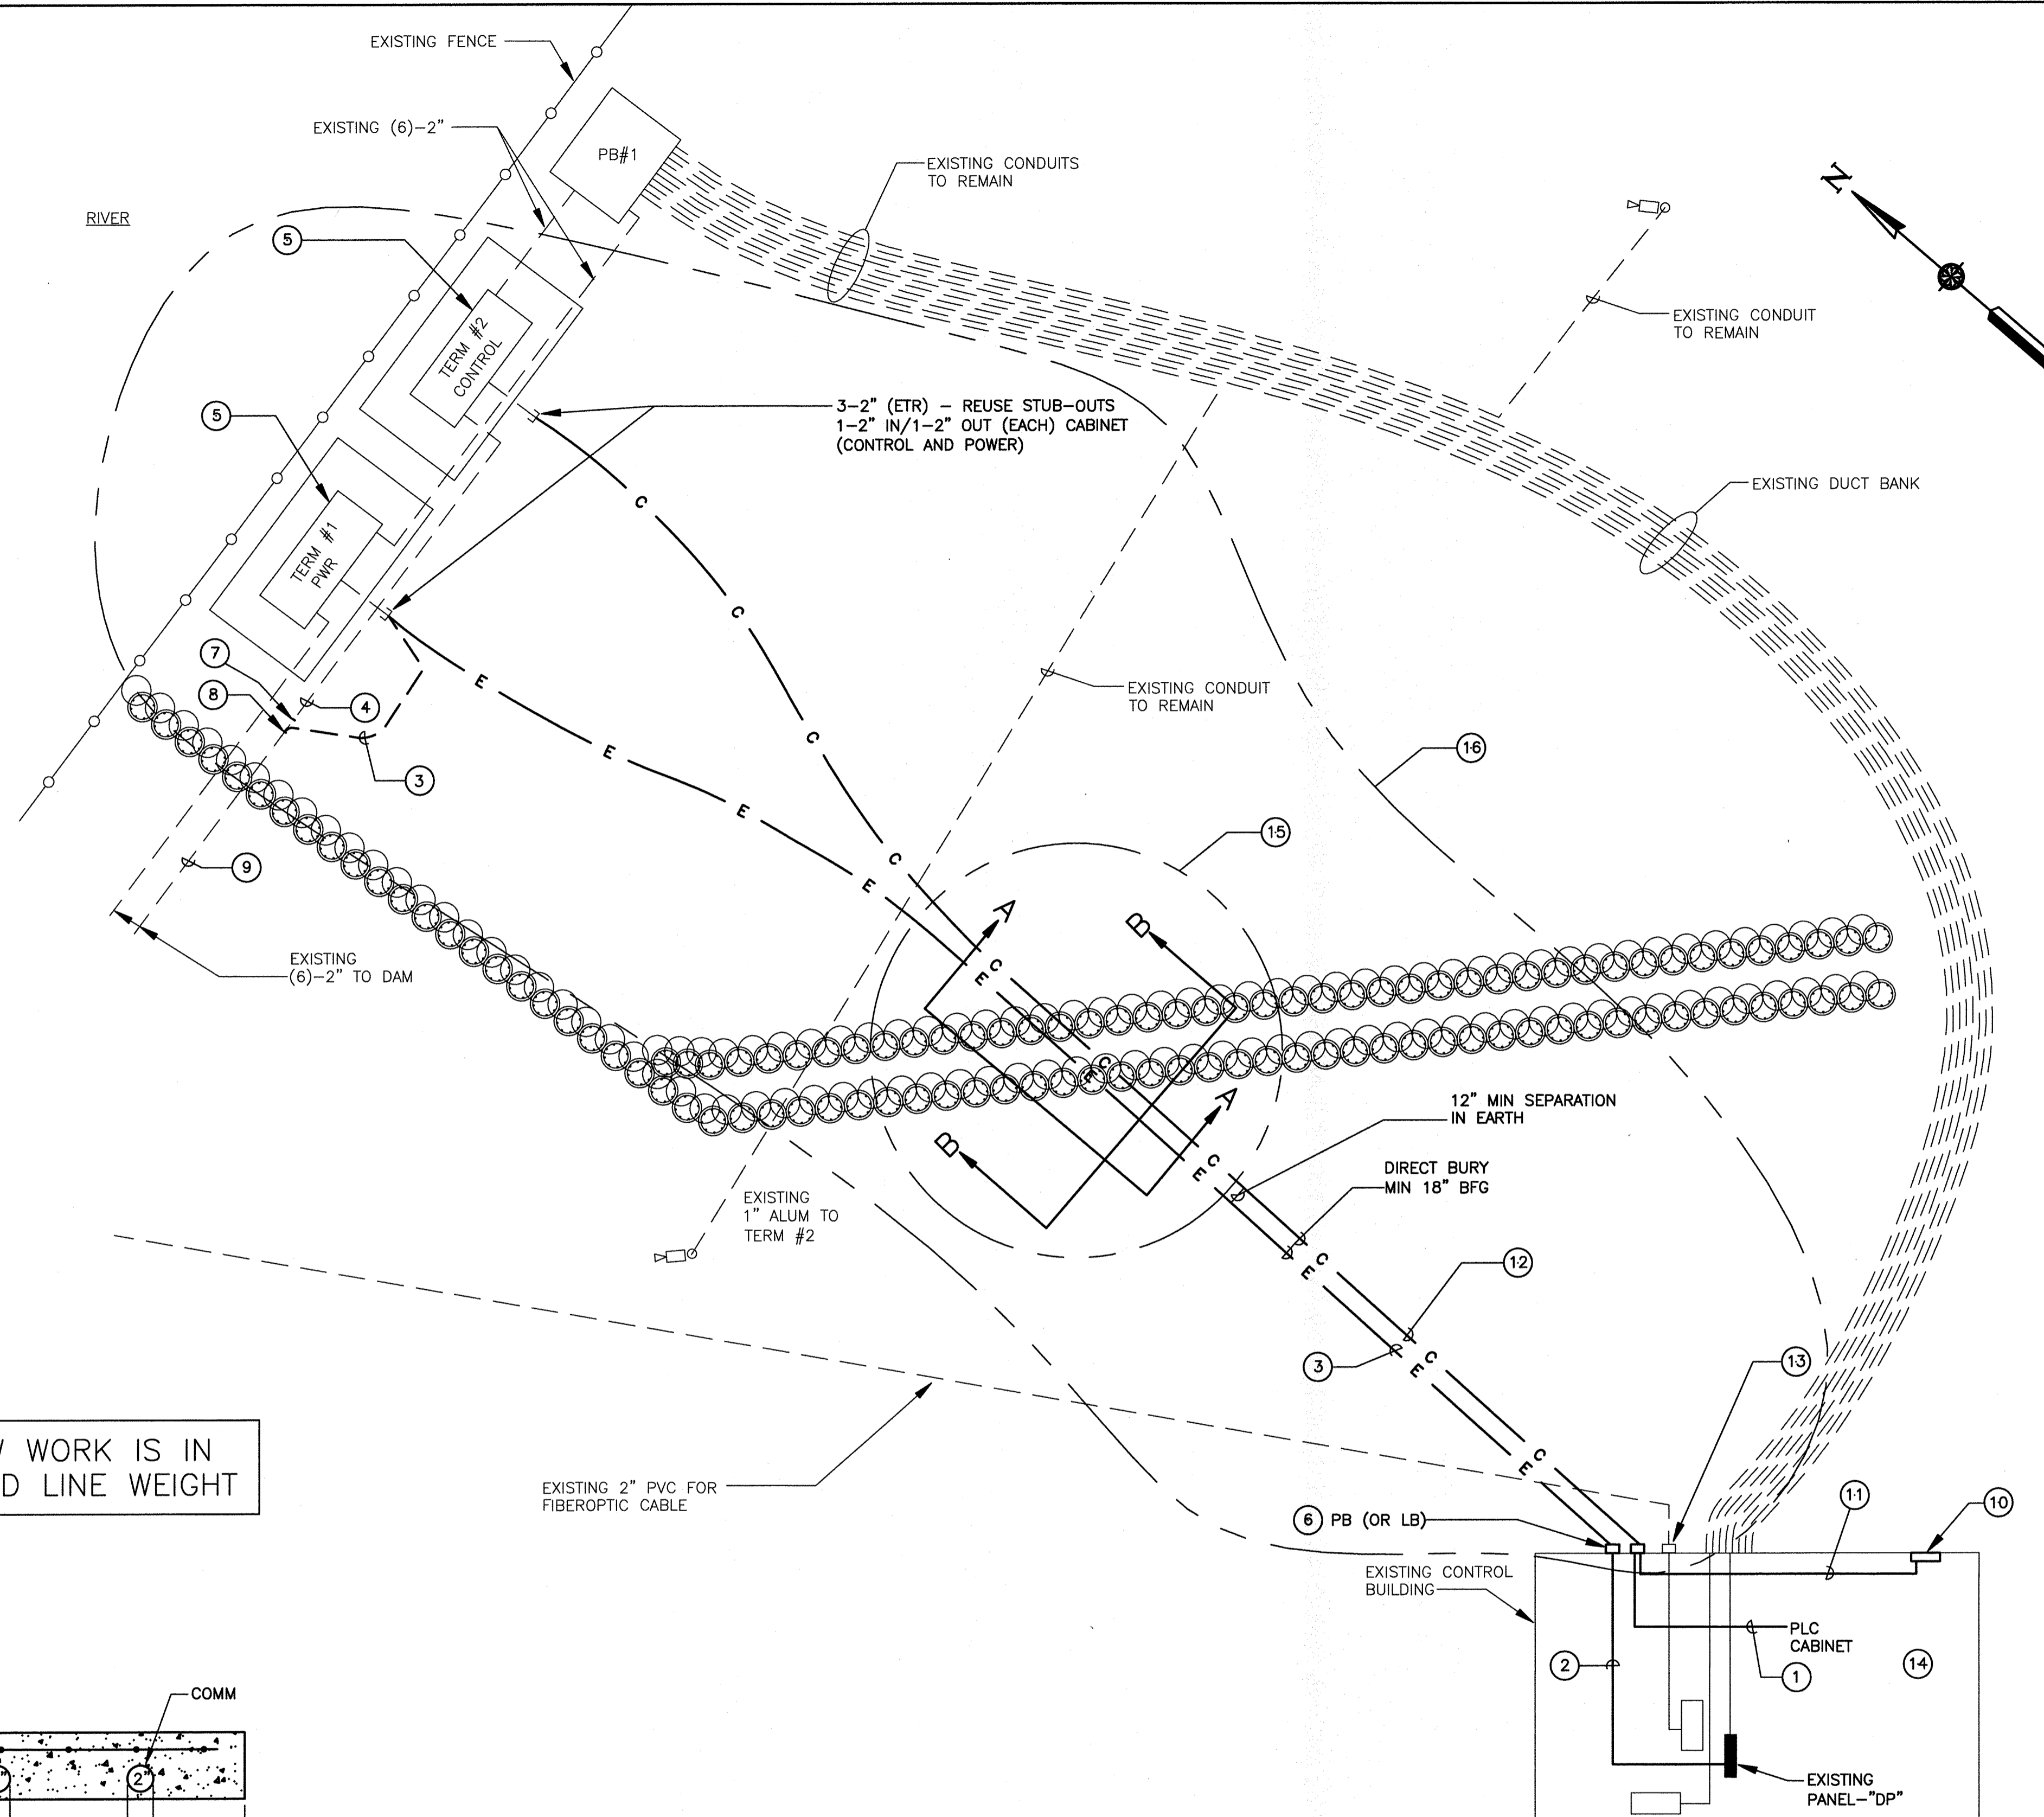 EXISTING FENCE
EXISTING (6)-2"
PB#1
EXISTING CONDUITS
TO REMAIN
N
RIVER
5
TERM #2
CONTROL
EXISTING CONDUIT
TO REMAIN
5
3-2" (ETR) - REUSE STUB-OUTS
1-2" IN/1-2" OUT (EACH) CABINET
(CONTROL AND POWER)
C
EXISTING DUCT BANK
TERM #1
PWR
C
7
E
8
4
EXISTING CONDUIT
TO REMAIN
C
16
E
3
E
15
C
E
9
A
B
EXISTING
(6)-2" TO DAM
C
E
C
E
A
12" MIN SEPARATION
IN EARTH
B
C
E
DIRECT BURY
MIN 18" BFG
EXISTING
1" ALUM TO
TERM #2
C
E
12
3
C
E
13
W WORK IS IN
D LINE WEIGHT
EXISTING 2" PVC FOR
FIBEROPTIC CABLE
C
E
11
10
6 PB (OR LB)
EXISTING CONTROL
BUILDING
PLC
CABINET
2
1
14
COMM
2"
EXISTING
PANEL-"DP"